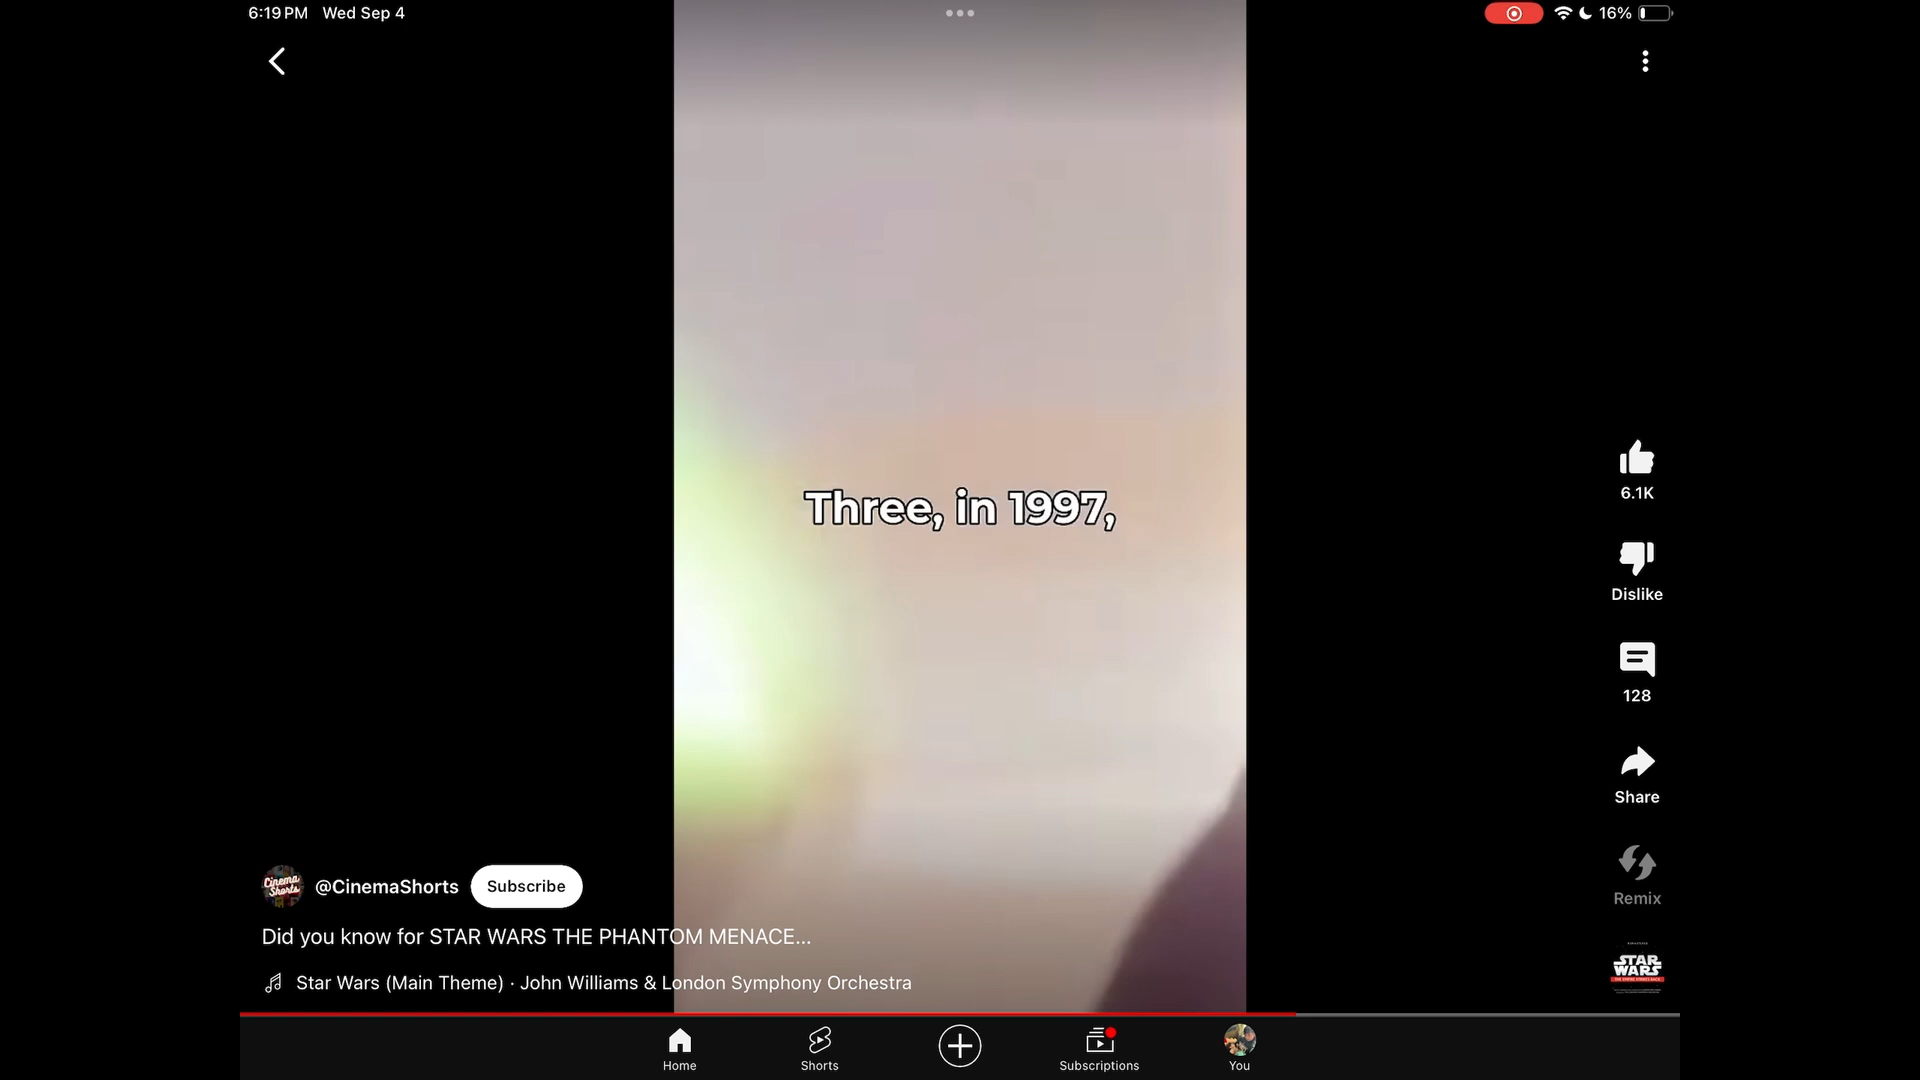 6:19 PM Wed Sep 4
16%
Three, in 1997,
6.1K
Dislike
128
Share
Remix
Cinema
Shorts
@CinemaShorts
Subscribe
Did you know for STAR WARS THE PHANTOM MENACE...
Star Wars (Main Theme) · John Williams & London Symphony Orchestra
STAR
WARS
Home
Shorts
Subscriptions
You